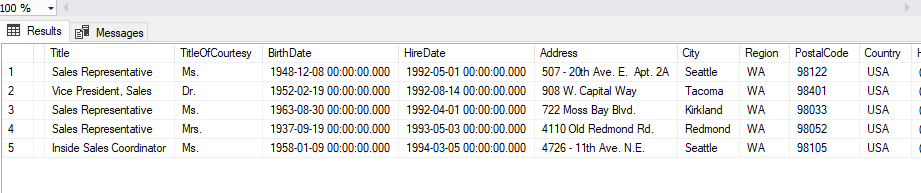 100 %
Results Messages
Title TitleOfCourtesy BirthDate HireDate Address City Region PostalCode Country
1 Sales Representative Ms. 1948-12-08 00:00:00.000 1992-05-01 00:00:00.000 507 - 20th Ave. E. Apt. 2A Seattle WA 98122 USA
2 Vice President, Sales Dr. 1952-02-19 00:00:00.000 1992-08-14 00:00:00.000 908 W. Capital Way Tacoma WA 98401 USA
3 Sales Representative Ms. 1963-08-30 00:00:00.000 1992-04-01 00:00:00.000 722 Moss Bay Blvd. Kirkland WA 98033 USA
4 Sales Representative Mrs. 1937-09-19 00:00:00.000 1993-05-03 00:00:00.000 4110 Old Redmond Rd. Redmond WA 98052 USA
5 Inside Sales Coordinator Ms. 1958-01-09 00:00:00.000 1994-03-05 00:00:00.000 4726 - 11th Ave. N.E. Seattle WA 98105 USA